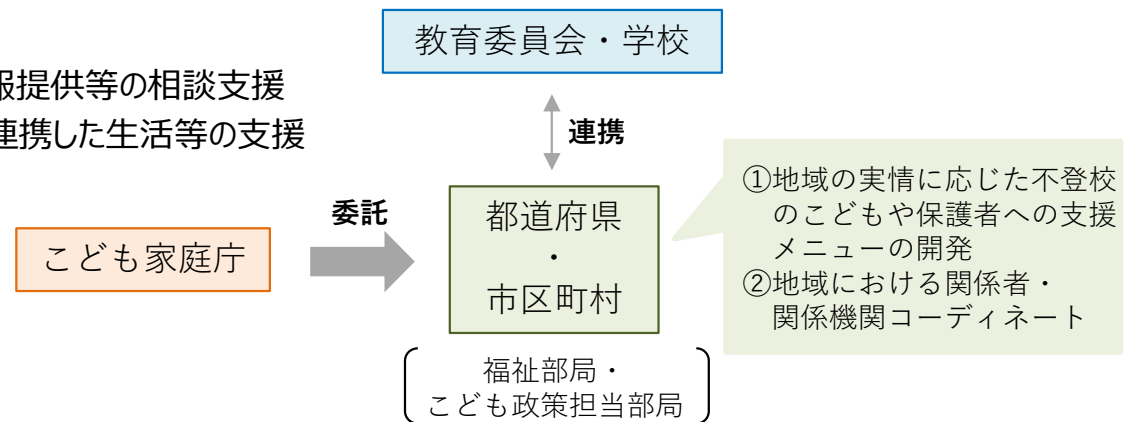 教育委員会・学校
報提供等の相談支援
連携した生活等の支援
連携
①地域の実情に応じた不登校
のこどもや保護者への支援
メニューの開発
②地域における関係者・
関係機関コーディネート
委託
こども家庭庁
都道府県
・
市区町村
福祉部局・
こども政策担当部局